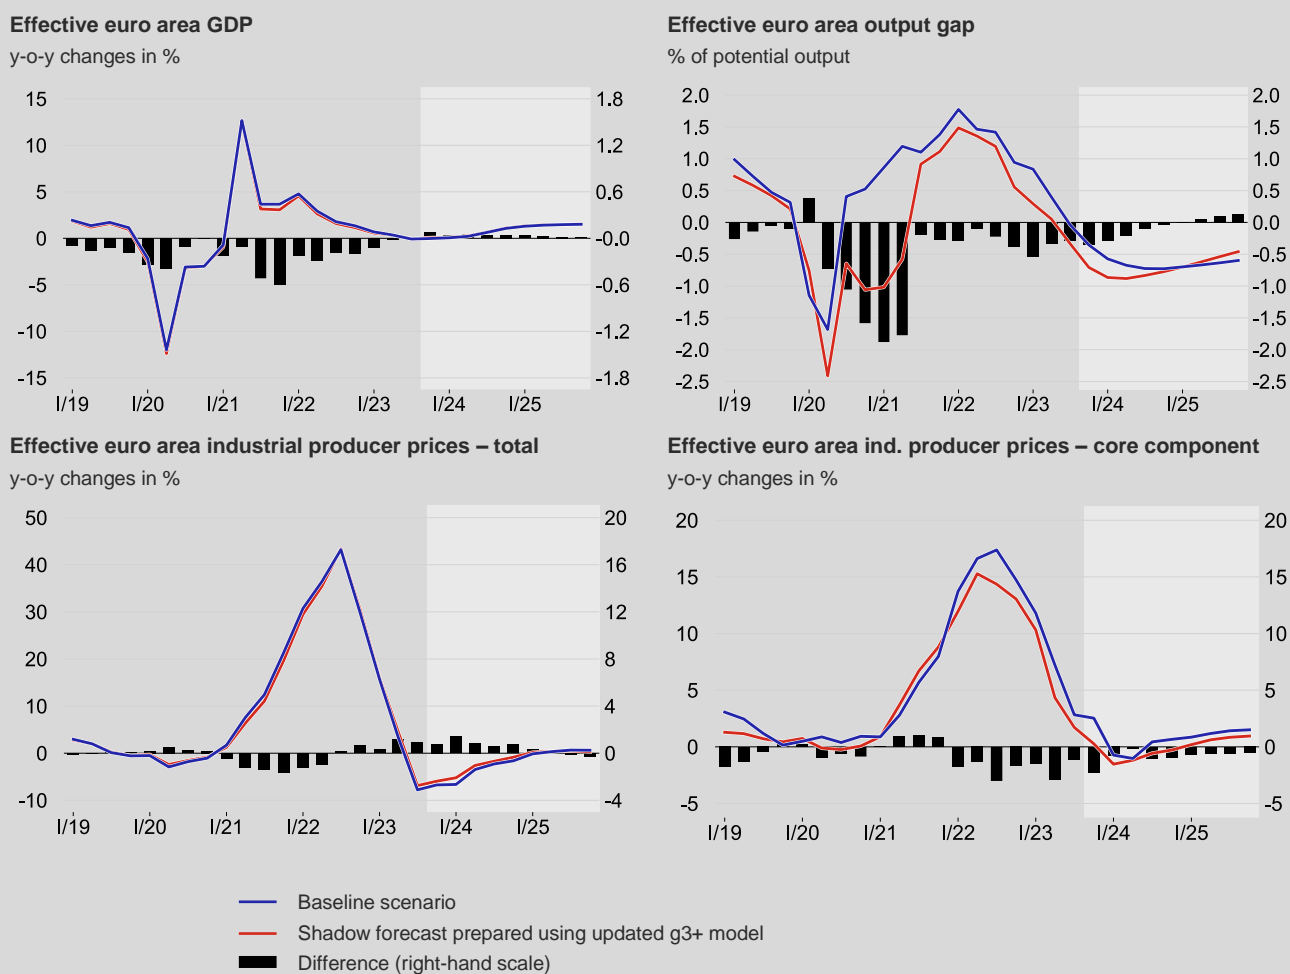 Effective euro area GDP
y-o-y changes in %
15 1.8
10 1.2
5 0.6
0 -0.0
-5 -0.6
-10 -1.2
-15 -1.8
I/19 I/20 I/21 I/22 I/23 I/24 I/25
Effective euro area output gap
% of potential output
2.0 2.0
1.5 1.5
1.0 1.0
0.5 0.5
0.0 0.0
-0.5 -0.5
-1.0 -1.0
-1.5 -1.5
-2.0 -2.0
-2.5 -2.5
I/19 I/20 I/21 I/22 I/23 I/24 I/25
Effective euro area industrial producer prices – total
y-o-y changes in %
50 20
40 16
30 12
20 8
10 4
0 0
-10 -4
I/19 I/20 I/21 I/22 I/23 I/24 I/25
Effective euro area ind. producer prices – core component
y-o-y changes in %
20 20
15 15
10 10
5 5
0 0
-5 -5
I/19 I/20 I/21 I/22 I/23 I/24 I/25
Baseline scenario
Shadow forecast prepared using updated g3+ model
Difference (right-hand scale)